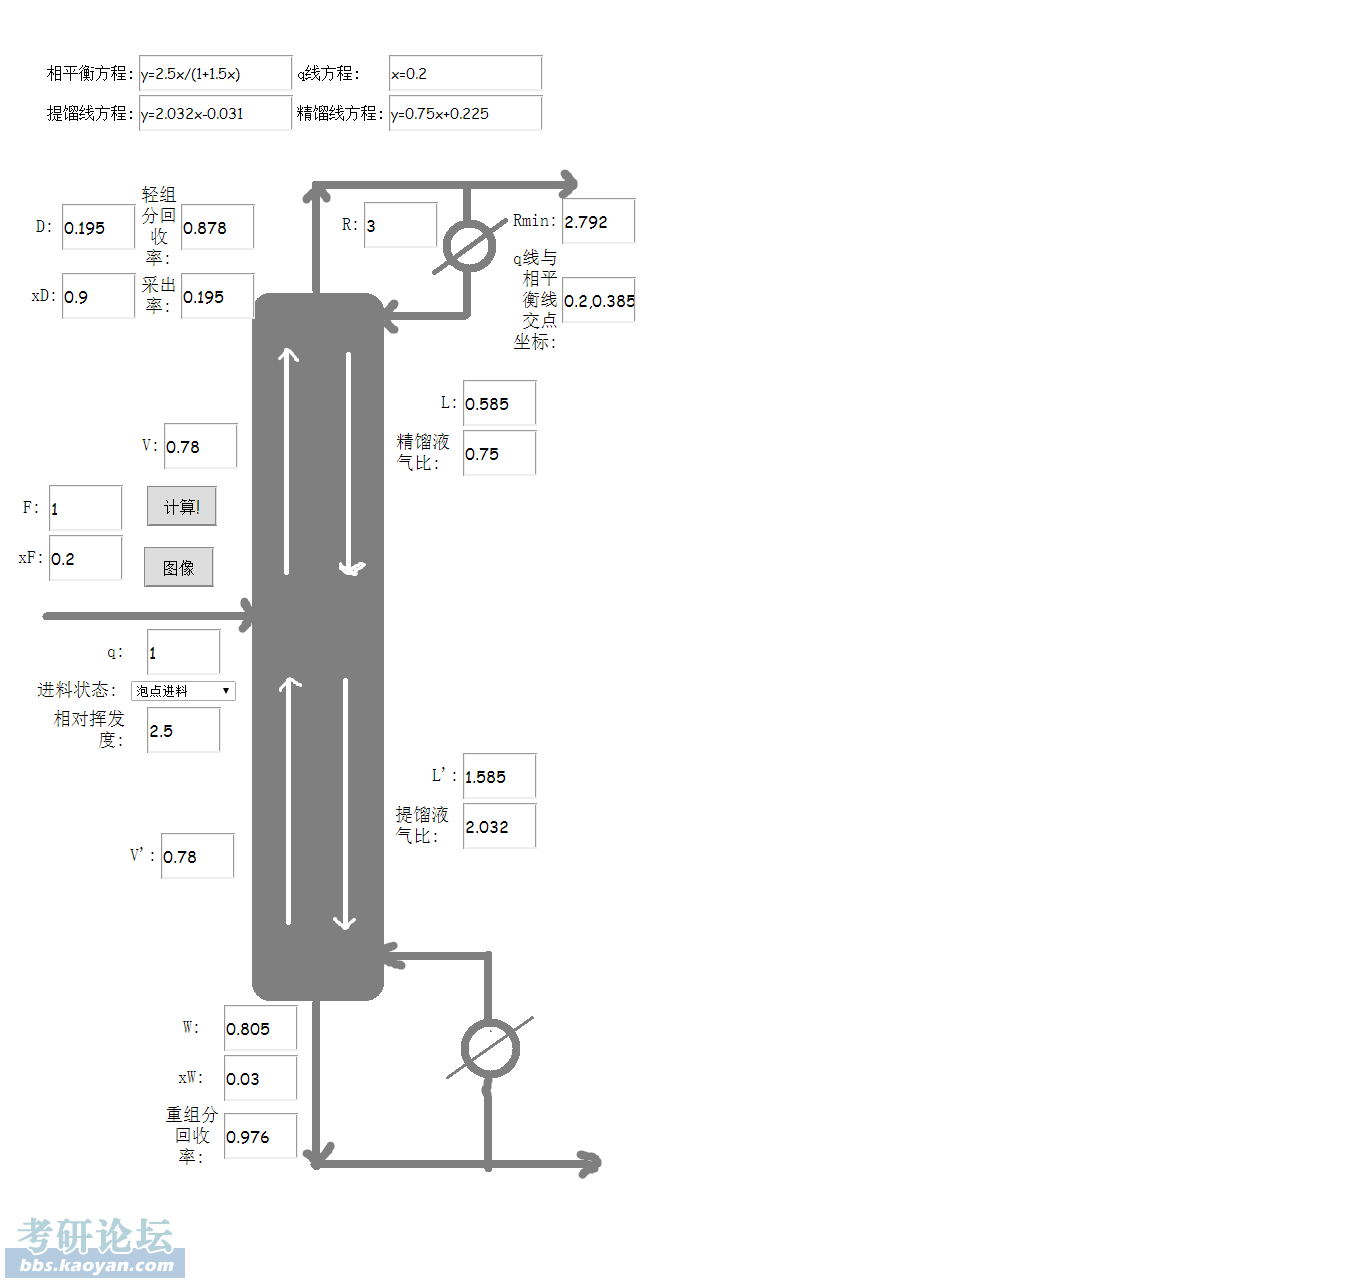 相平衡方程: y=2.5x/(1+1.5x) q线方程: x=0.2
提馏线方程: y=2.032x-0.031 精馏线方程: y=0.75x+0.225
D: 0.195
轻组
分回
收
率:
0.878
R: 3
Rmin: 2.792
xD: 0.9
采出
率:
0.195
q线与
相平
衡线
交点
坐标:
0.2,0.385
L: 0.585
精馏液
气比:
0.75
V: 0.78
F: 1
计算!
xF: 0.2
图像
q: 1
进料状态: 泡点进料
相对挥发
度:
2.5
L': 1.585
提馏液
气比:
2.032
V': 0.78
W: 0.805
xW: 0.03
重组分
回收
率:
0.976
考研论坛
bbs.kaoyan.com